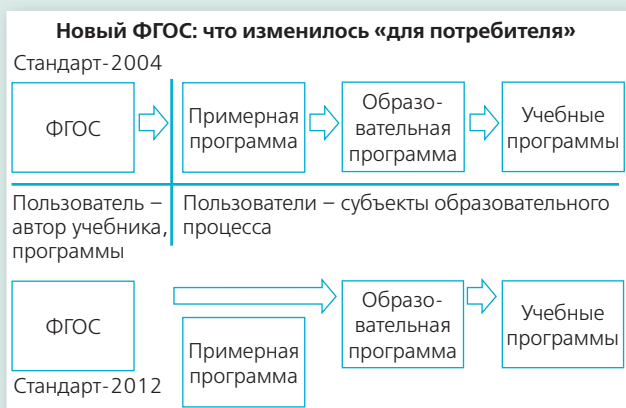 Новый ФГОС: что изменилось «для потребителя»
Стандарт-2004
ФГОС
Примерная
программа
Образо-
вательная
программа
Учебные
программы
Пользователь –
автор учебника,
программы
Пользователи – субъекты образовательного
процесса
ФГОС
Примерная
программа
Образо-
вательная
программа
Учебные
программы
Стандарт-2012